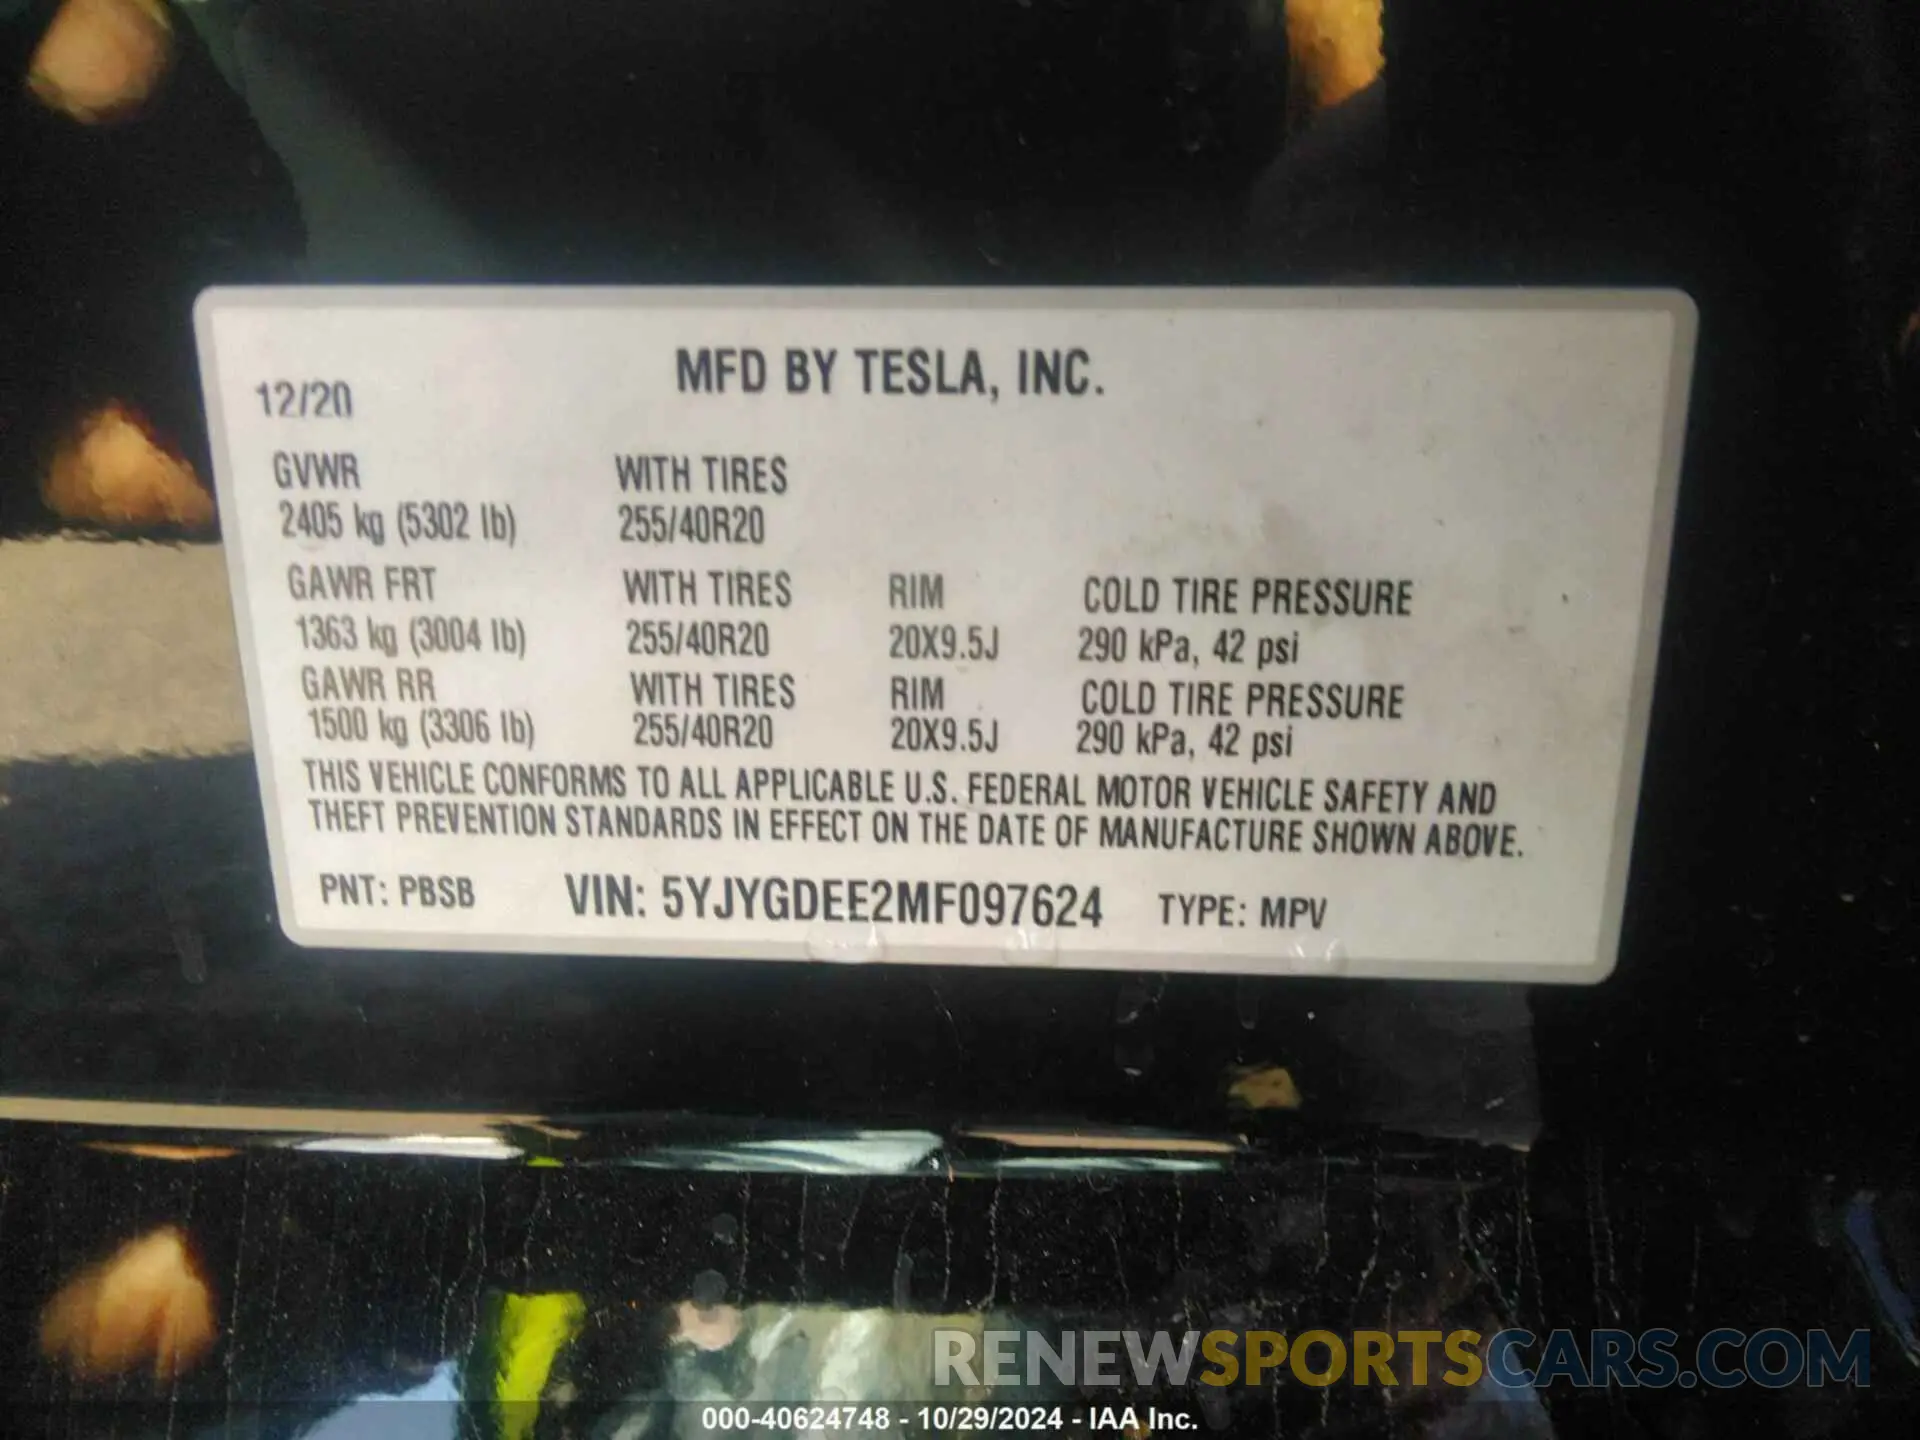 MFD BY TESLA, INC.
12/20
GVWR WITH TIRES
2405 kg (5302 lb) 255/40R20
GAWR FRT WITH TIRES RIM COLD TIRE PRESSURE
1363 kg (3004 lb) 255/40R20 20X9.5J 290 kPa, 42 psi
GAWR RR WITH TIRES RIM COLD TIRE PRESSURE
1500 kg (3306 lb) 255/40R20 20X9.5J 290 kPa, 42 psi
THIS VEHICLE CONFORMS TO ALL APPLICABLE U.S. FEDERAL MOTOR VEHICLE SAFETY AND
THEFT PREVENTION STANDARDS IN EFFECT ON THE DATE OF MANUFACTURE SHOWN ABOVE.
PNT: PBSB VIN: 5YJYGDEE2MF097624 TYPE: MPV
RENEWSPORTSCARS.COM
000-40624748 - 10/29/2024 - IAA Inc.